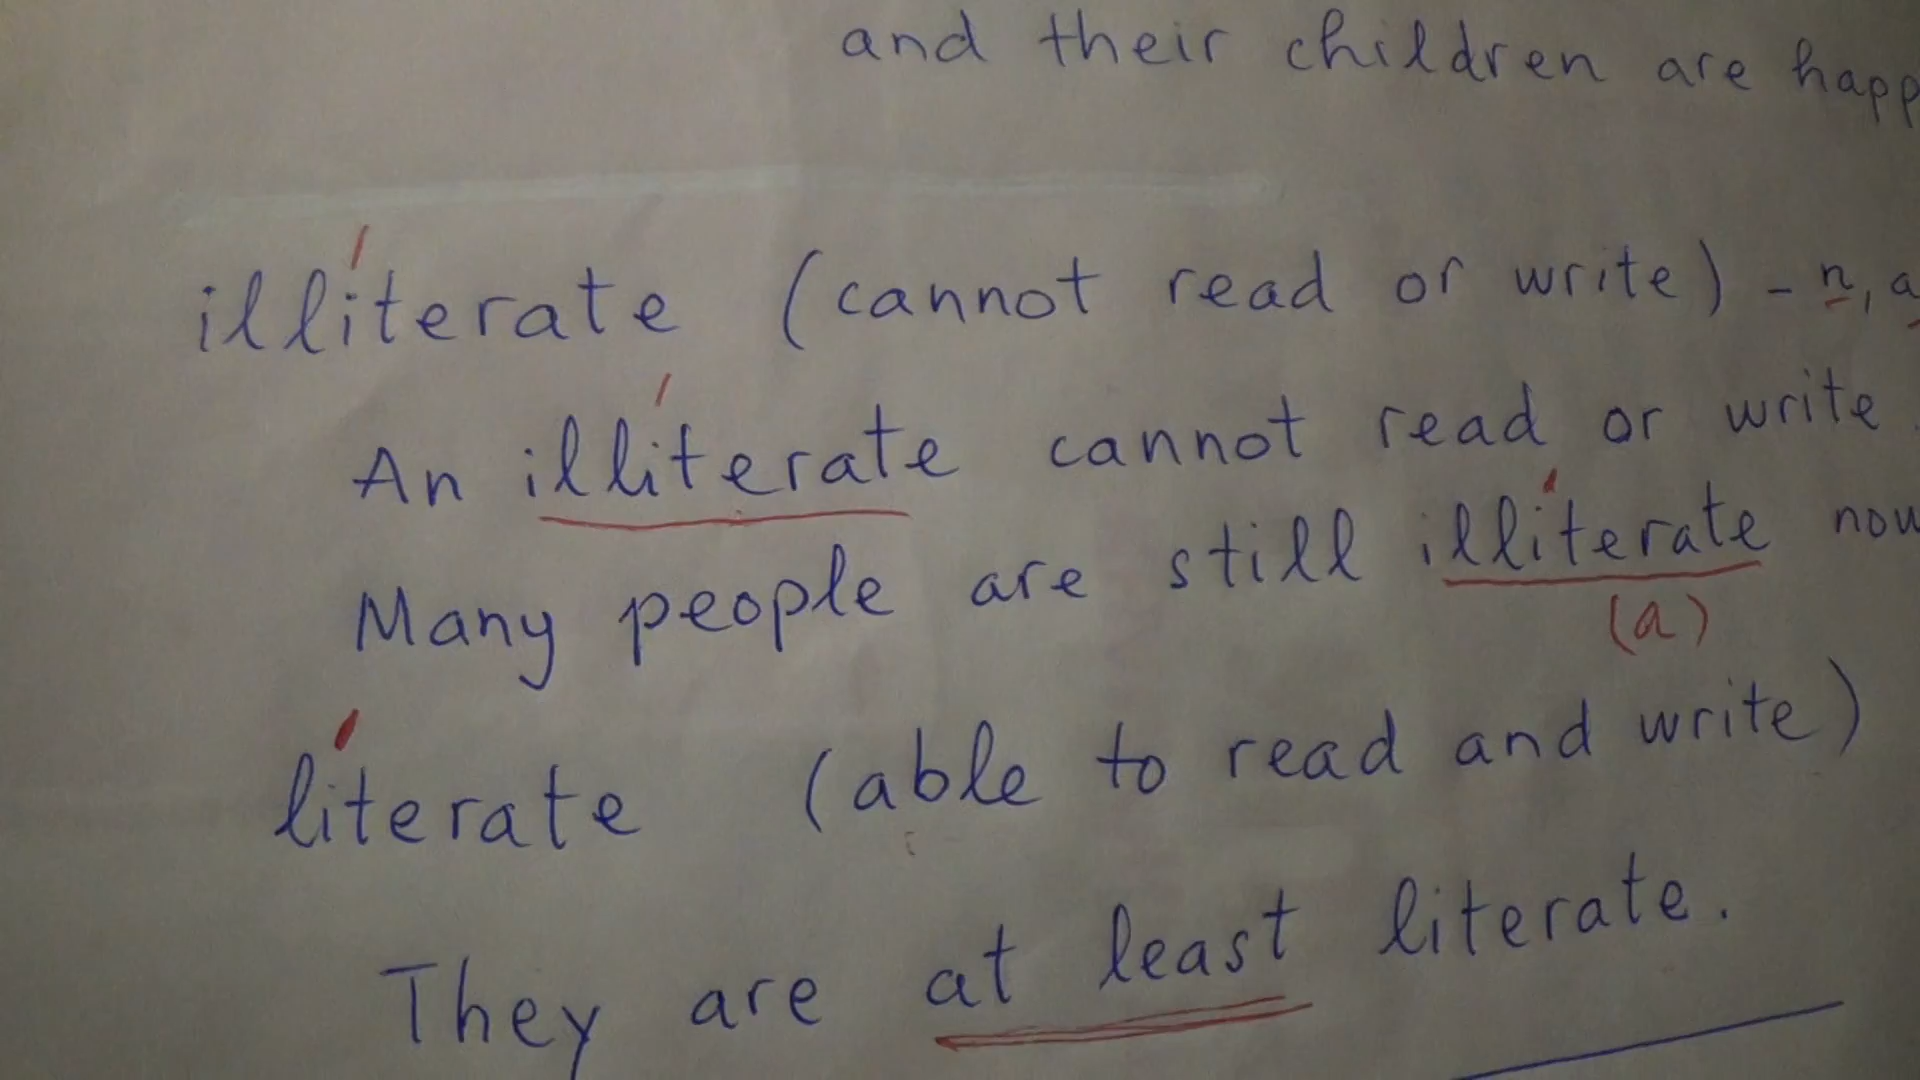 and their children are happ
illiterate (cannot read or write) - n, a
An illiterate cannot read or write.
Many people are still illiterate now
(a)
literate (able to read and write)
They are at least literate.